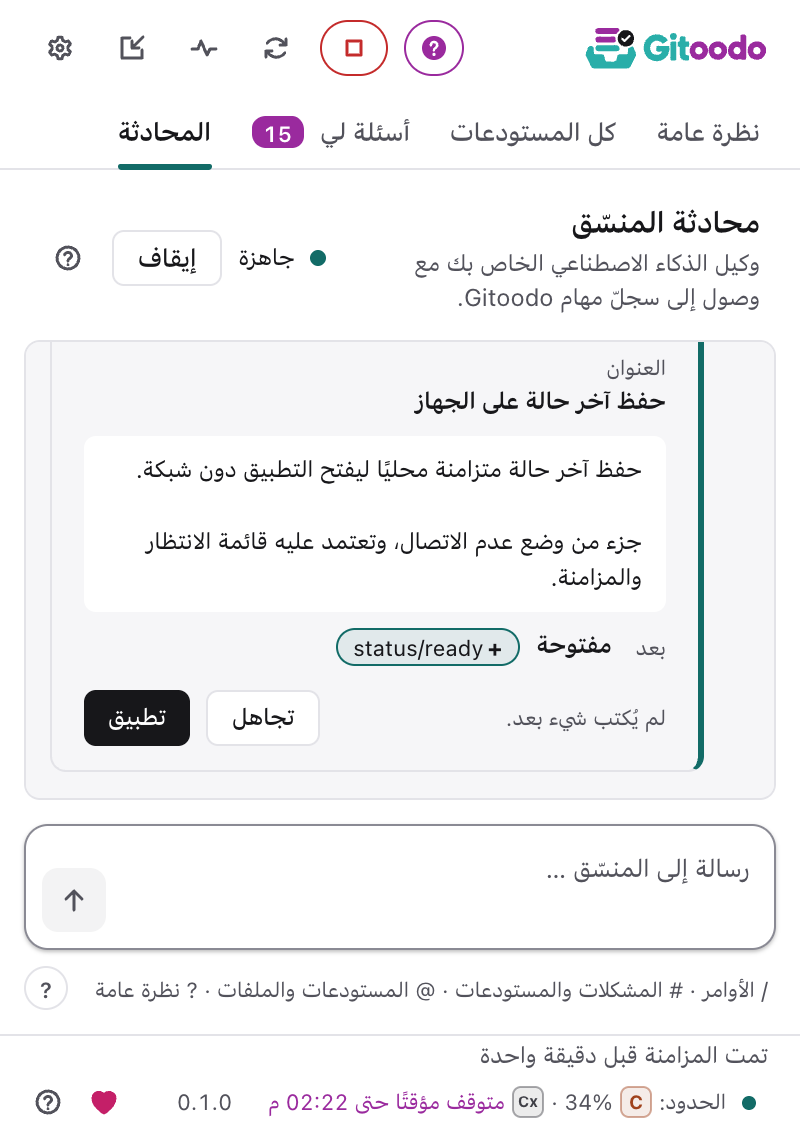 Gitoodo
?
نظرة عامة
كل المستودعات
أسئلة لي 15
المحادثة
محادثة المنسّق
وكيل الذكاء الاصطناعي الخاص بك مع
وصول إلى سجلّ مهام Gitoodo.
جاهزة
إيقاف
?
العنوان
حفظ آخر حالة على الجهاز
حفظ آخر حالة متزامنة محليًا ليفتح التطبيق دون شبكة.
جزء من وضع عدم الاتصال، وتعتمد عليه قائمة الانتظار
والمزامنة.
بعد مفتوحة + status/ready
لم يُكتب شيء بعد.
تجاهل
تطبيق
رسالة إلى المنسّق ...
/ الأوامر · # المشكلات والمستودعات · @ المستودعات والملفات · ? نظرة عامة
?
تمت المزامنة قبل دقيقة واحدة
الحدود: C 34% · Cx متوقف مؤقتًا حتى 02:22 م
0.1.0
?